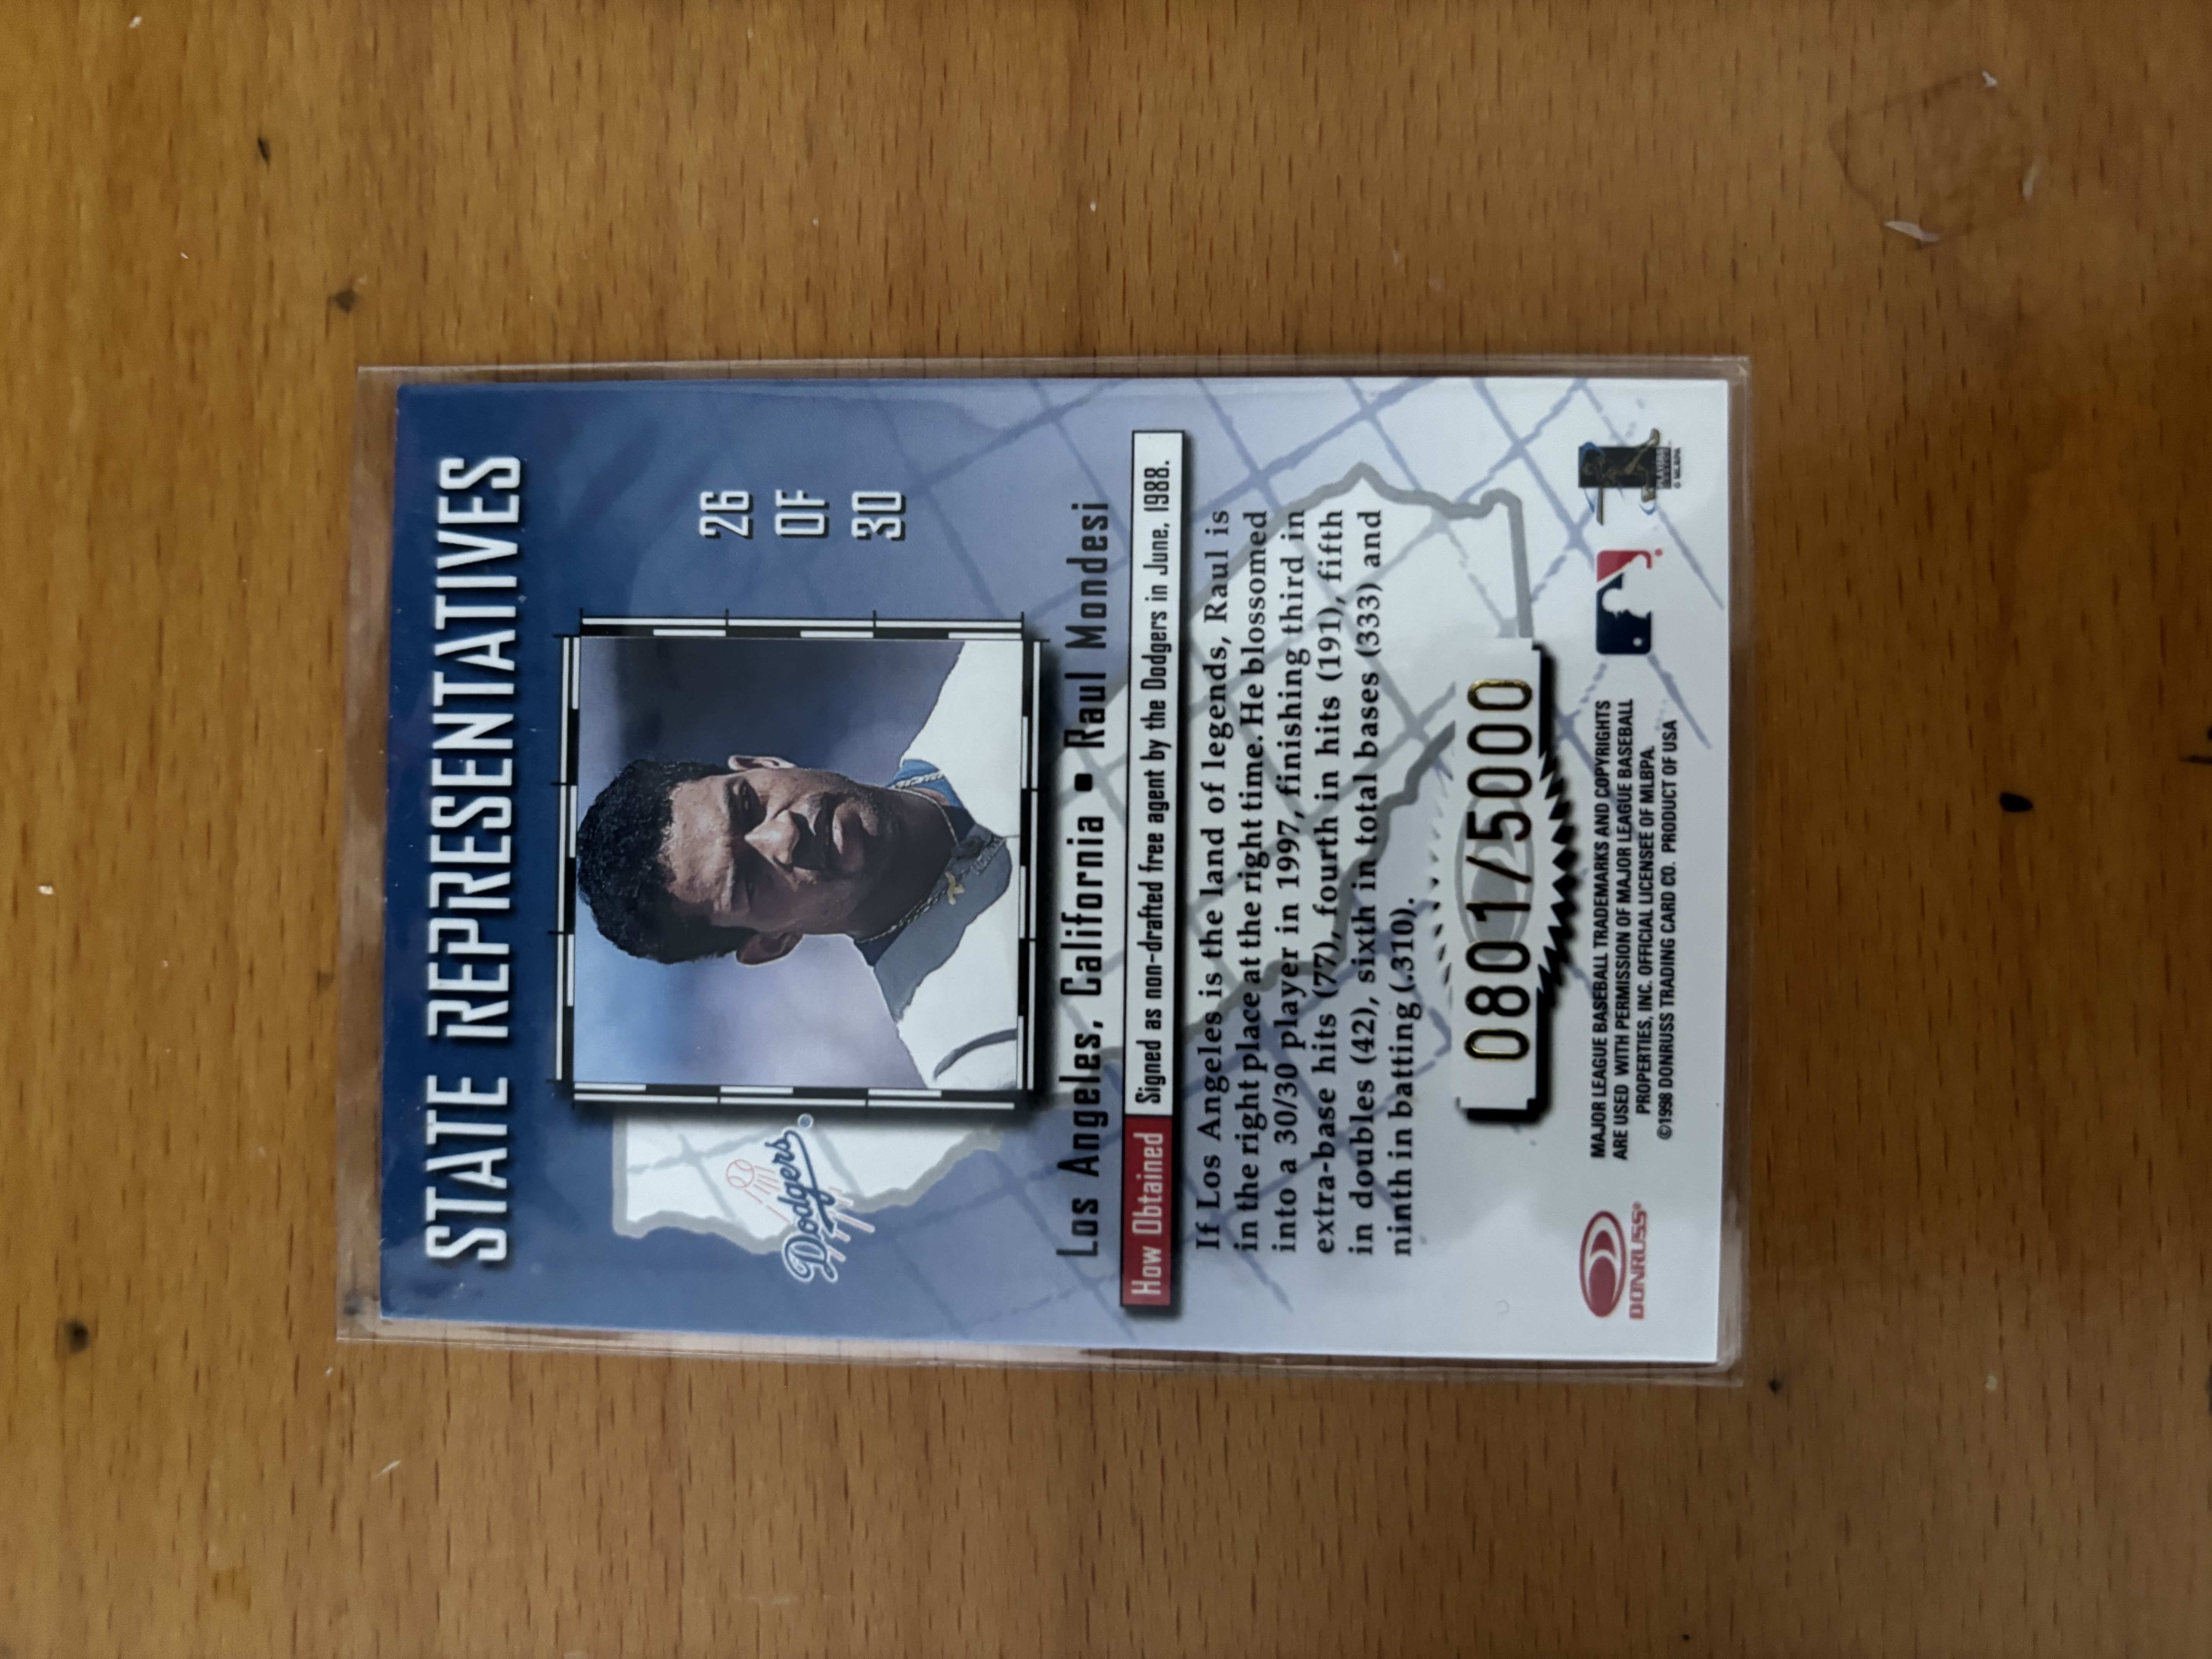 STATE REPRESENTATIVES
Dodgers
26
OF
30
Los Angeles, California • Raul Mondesi
How Obtained Signed as non-drafted free agent by the Dodgers in June, 1988.
If Los Angeles is the land of legends, Raul is
in the right place at the right time. He blossomed
into a 30/30 player in 1997, finishing third in
extra-base hits (77), fourth in hits (191), fifth
in doubles (42), sixth in total bases (333) and
ninth in batting (.310).
0801/5000
DONRUSS®
MAJOR LEAGUE BASEBALL TRADEMARKS AND COPYRIGHTS
ARE USED WITH PERMISSION OF MAJOR LEAGUE BASEBALL
PROPERTIES, INC. OFFICIAL LICENSEE OF MLBPA.
©1998 DONRUSS TRADING CARD CO. PRODUCT OF USA
© MLBPA